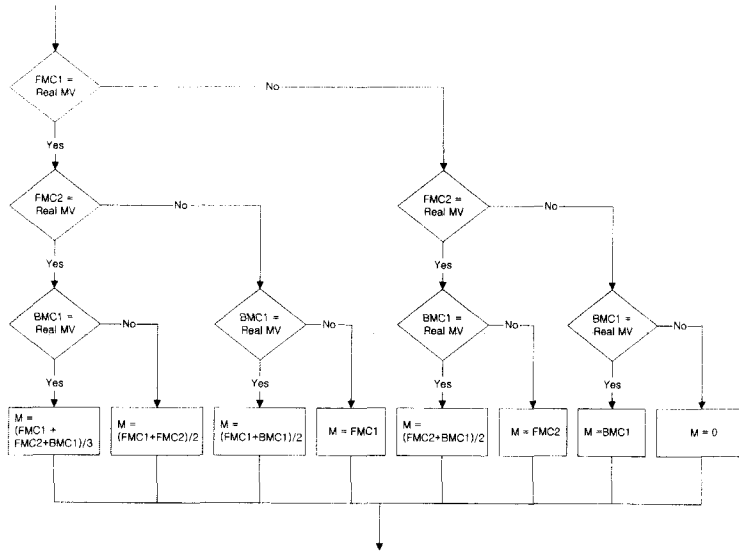 FMC1 =
Real MV
No
Yes
FMC2 =
Real MV
No
FMC2 =
Real MV
No
Yes
Yes
BMC1 =
Real MV
No
BMC1 =
Real MV
No
BMC1 =
Real MV
No
BMC1 =
Real MV
No
Yes
Yes
Yes
Yes
M =
(FMC1 +
FMC2+BMC1)/3
M =
(FMC1+FMC2)/2
M =
(FMC1+BMC1)/2
M = FMC1
M =
(FMC2+BMC1)/2
M = FMC2
M =BMC1
M = 0